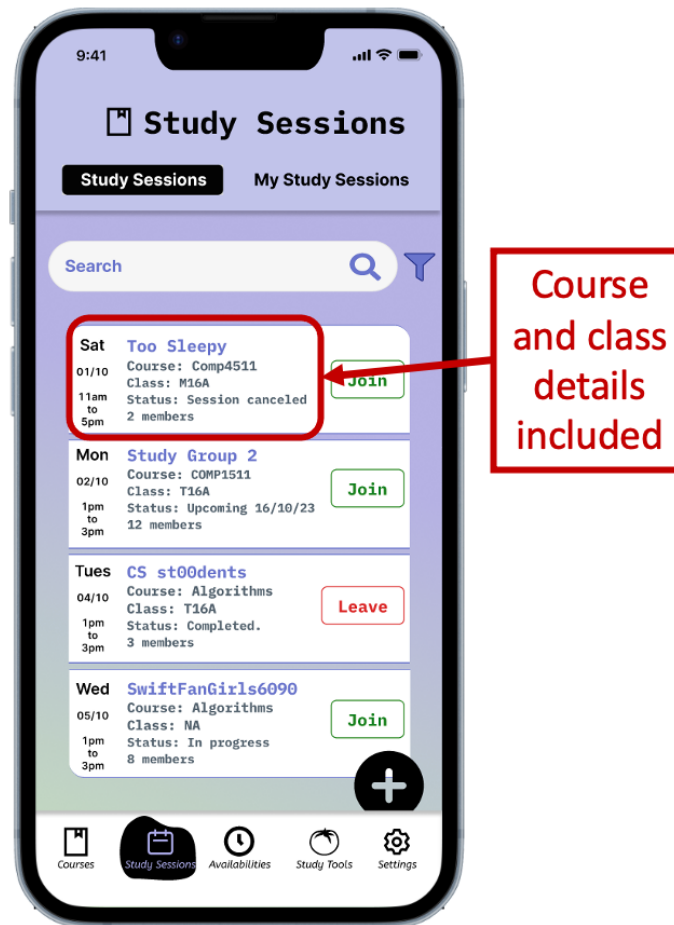 9:41
Study Sessions
Study Sessions
My Study Sessions
Search
Sat
01/10
11am
to
5pm
Too Sleepy
Course: Comp4511
Class: M16A
Status: Session canceled
2 members
Join
Mon
02/10
1pm
to
3pm
Study Group 2
Course: COMP1511
Class: T16A
Status: Upcoming 16/10/23
12 members
Join
Tues
04/10
1pm
to
3pm
CS st00dents
Course: Algorithms
Class: T16A
Status: Completed.
3 members
Leave
Wed
05/10
1pm
to
3pm
SwiftFanGirls6090
Course: Algorithms
Class: NA
Status: In progress
8 members
Join
Courses
Study Sessions
Availabilities
Study Tools
Settings
Course
and class
details
included